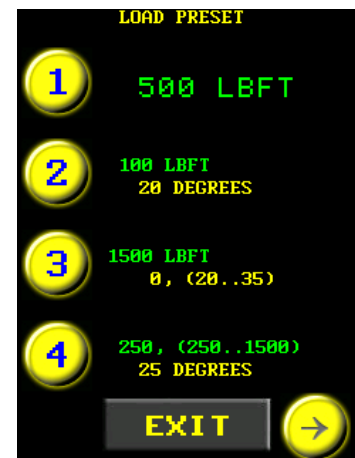 LOAD PRESET
1
500 LBFT
2
100 LBFT
20 DEGREES
3
1500 LBFT
0, (20..35)
4
250, (250..1500)
25 DEGREES
EXIT
→